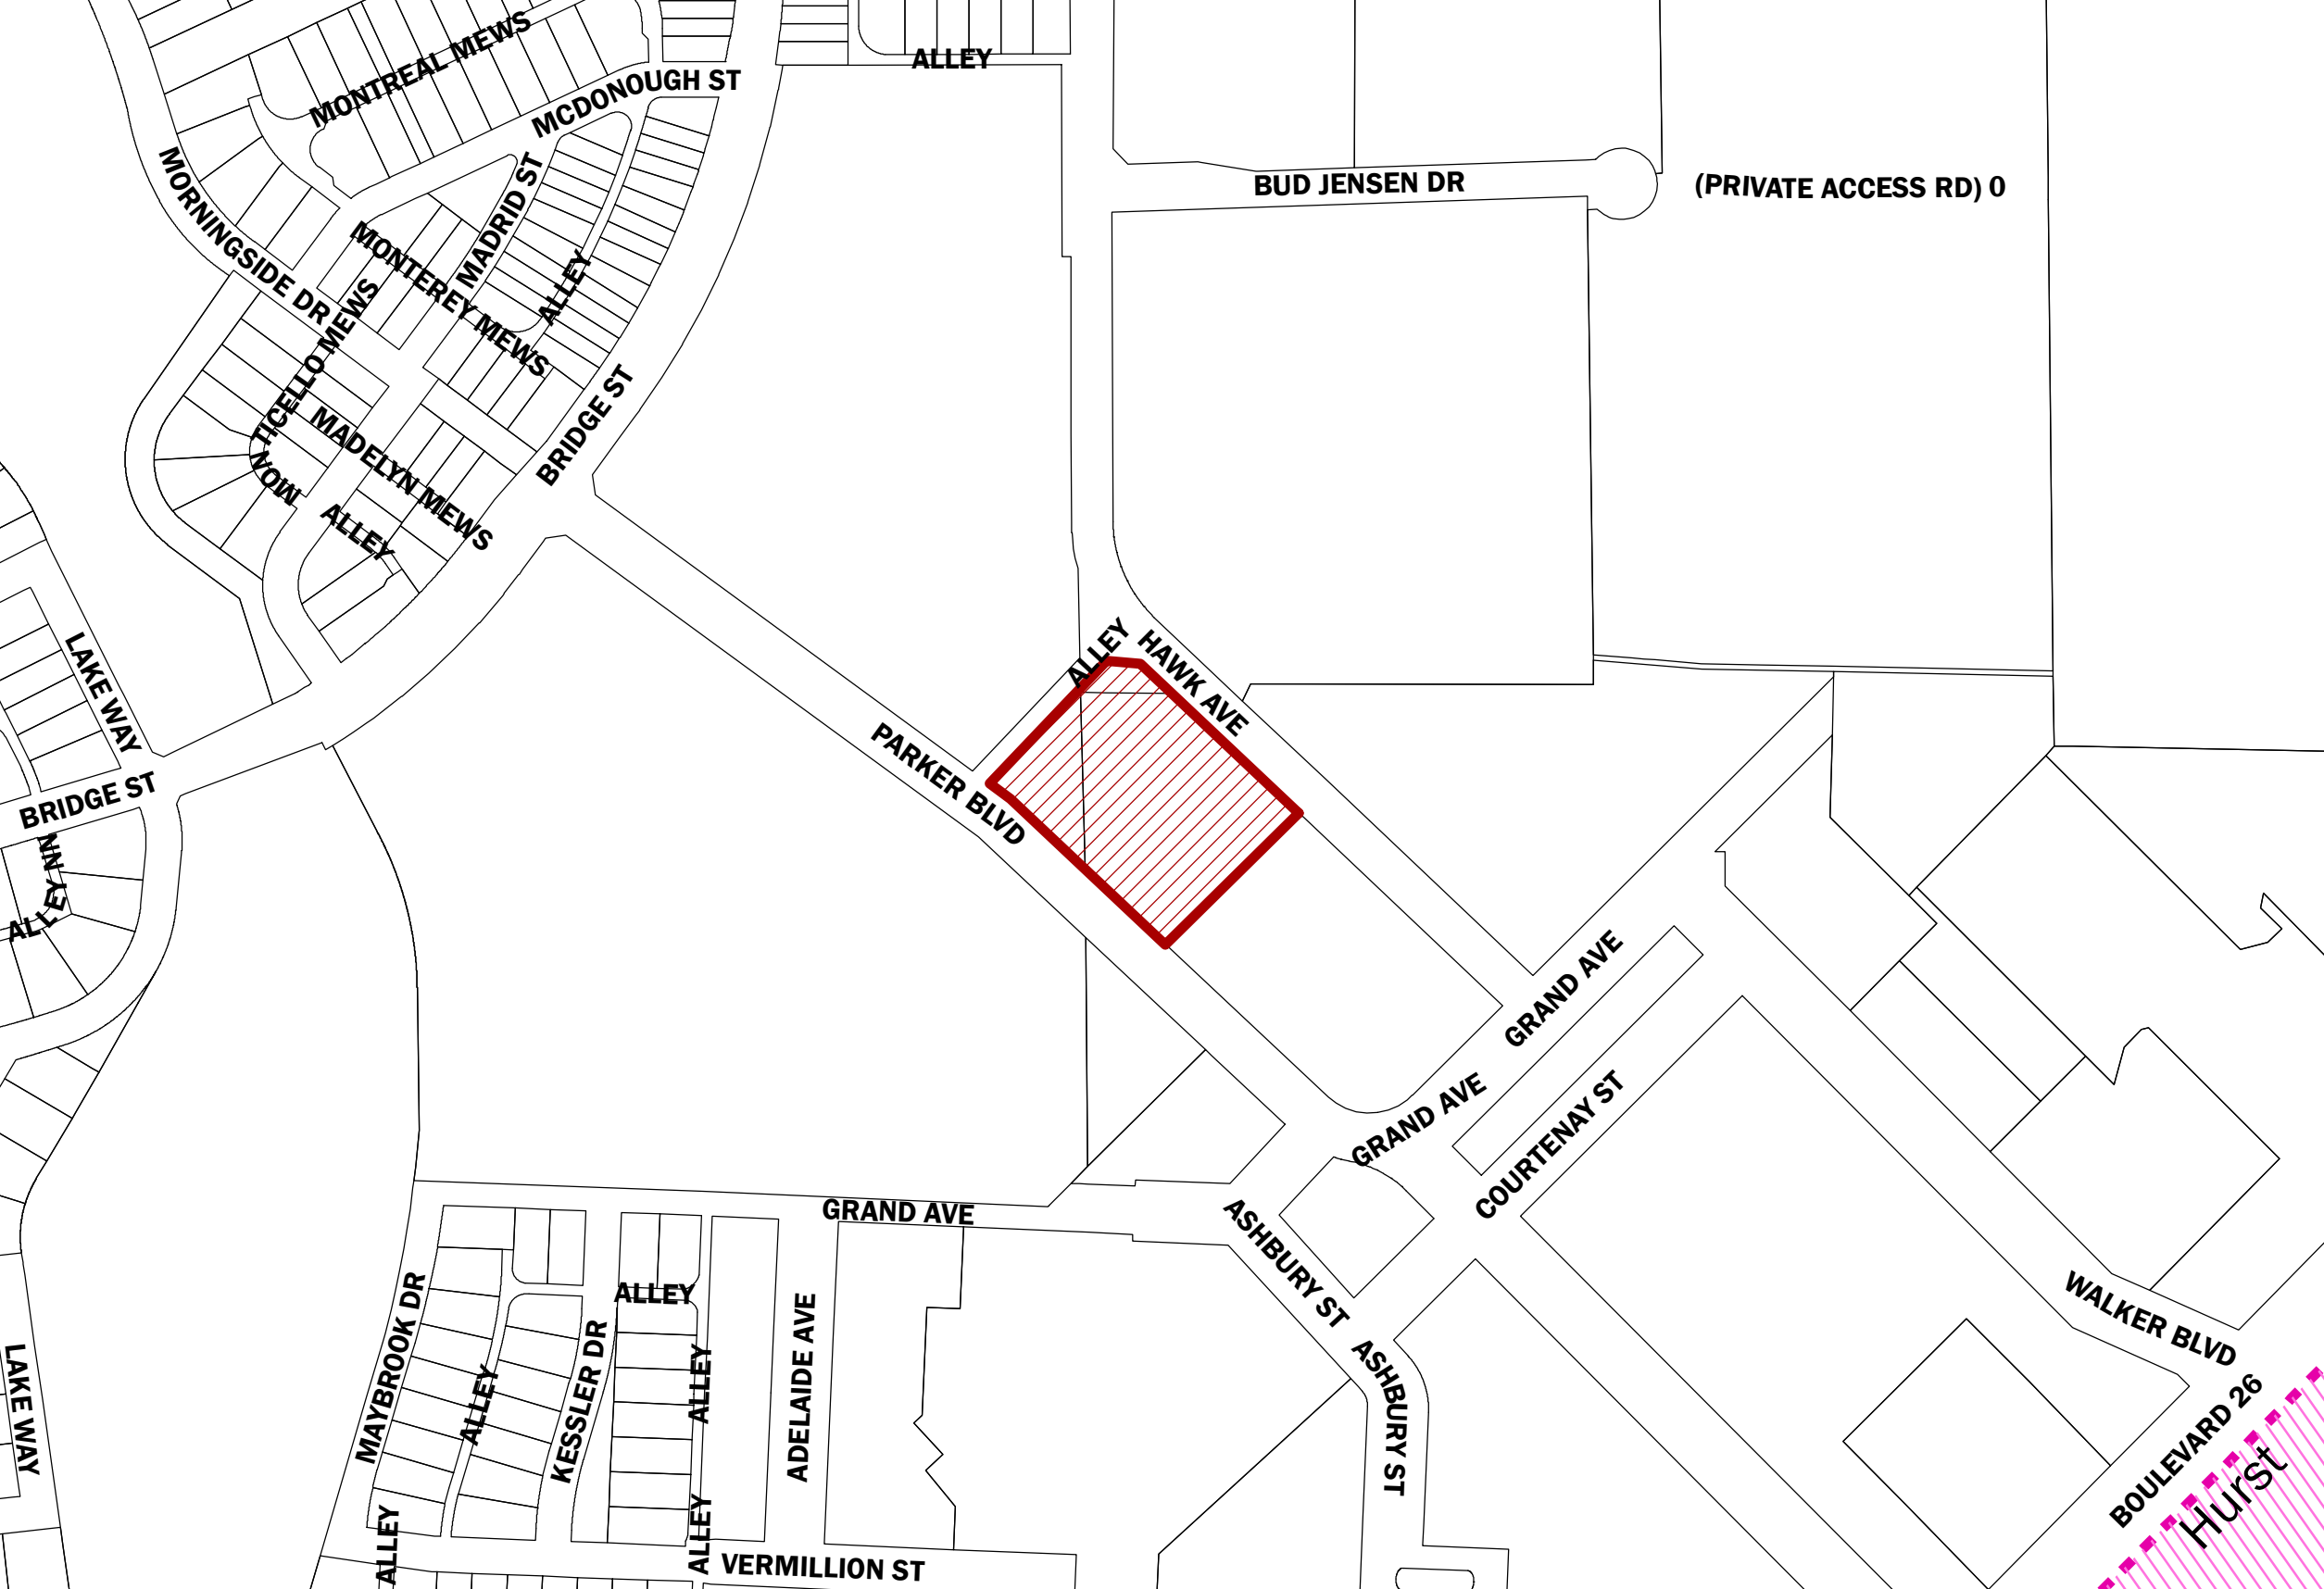 MONTREAL MEWS
ALLEY
MCDONOUGH ST
BUD JENSEN DR
(PRIVATE ACCESS RD) 0
MORNINGSIDE DR
MADRID ST
MONTEREY MEWS
ALLEY
MONTICELLO MEWS
BRIDGE ST
MADELYN MEWS
ALLEY
LAKE WAY
ALLEY
HAWK AVE
PARKER BLVD
BRIDGE ST
ALLEY
GRAND AVE
GRAND AVE
COURTENAY ST
GRAND AVE
ASHBURY ST
ALLEY
WALKER BLVD
MAYBROOK DR
KESSLER DR
ADELAIDE AVE
ALLEY
ALLEY
ASHBURY ST
LAKE WAY
BOULEVARD 26
Hurst
ALLEY
ALLEY
VERMILLION ST